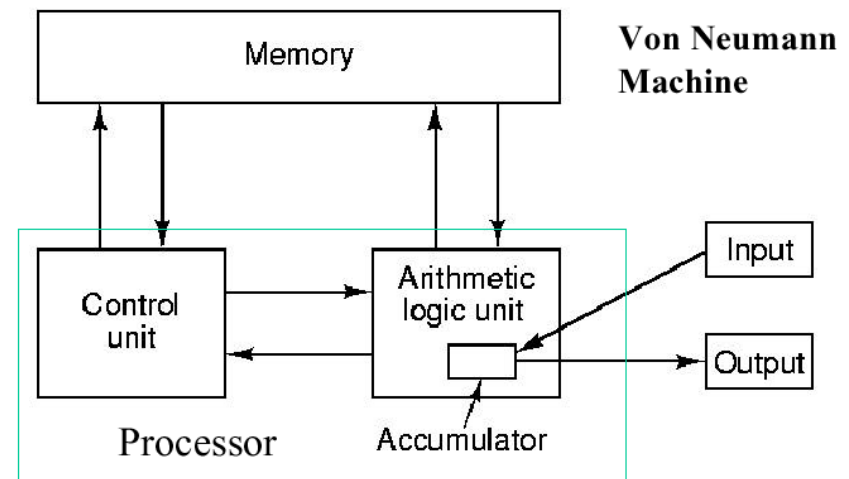 Memory
Von Neumann
Machine
Control
unit
Arithmetic
logic unit
Input
Output
Accumulator
Processor